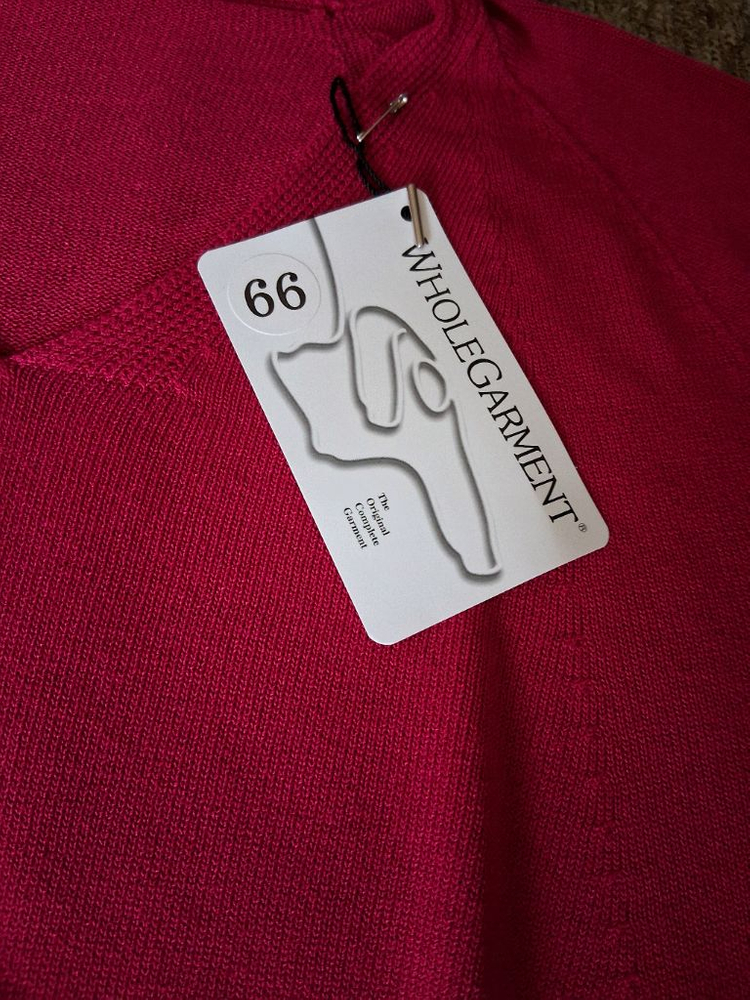 66
WHOLEGARMENT®
The
Original
Complete
Garment